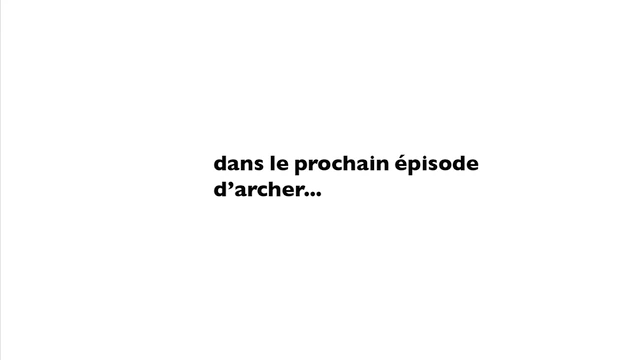 dans le prochain épisode
d’archer...